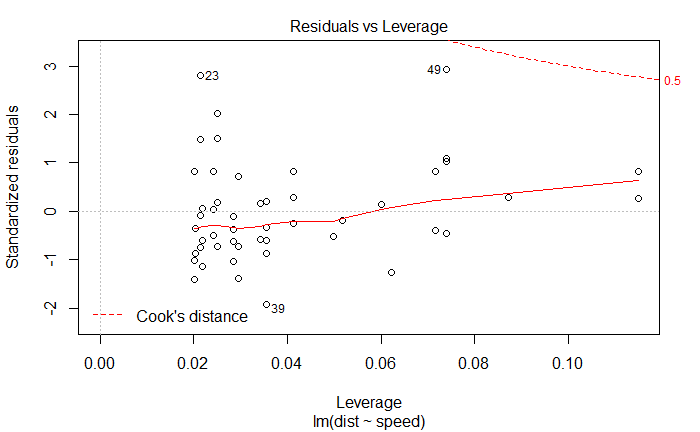 Residuals vs Leverage
Standardized residuals
3
2
1
0
-1
-2
23
49
0.5
39
Cook's distance
0.00 0.02 0.04 0.06 0.08 0.10
Leverage
lm(dist ~ speed)